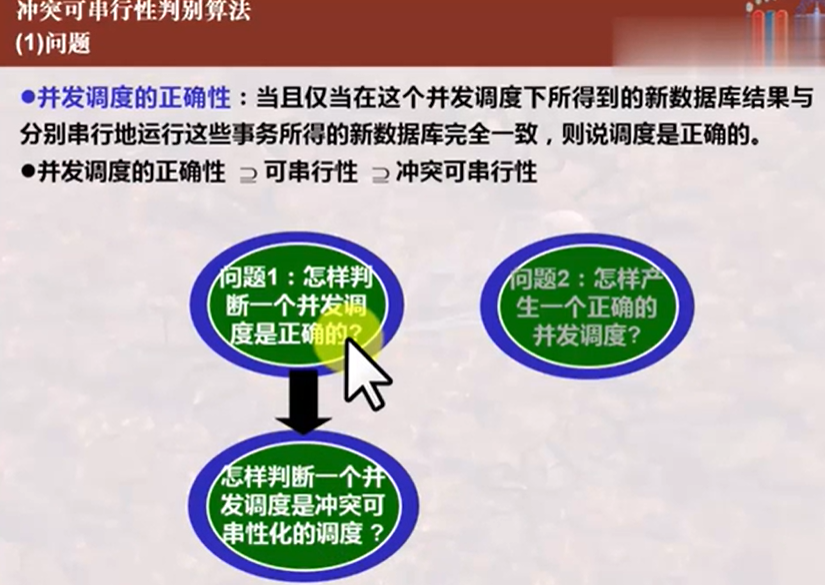 冲突可串行性判别算法
(1)问题
●并发调度的正确性：当且仅当在这个并发调度下所得到的新数据库结果与
分别串行地运行这些事务所得的新数据库完全一致，则说调度是正确的。
●并发调度的正确性 ⊇ 可串行性 ⊇ 冲突可串行性
问题1：怎样判
断一个并发调
度是正确的？
问题2：怎样产
生一个正确的
并发调度？
怎样判断一个并
发调度是冲突可
串性化的调度？